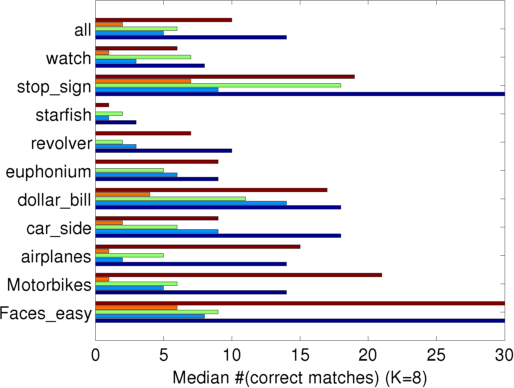 all
watch
stop_sign
starfish
revolver
euphonium
dollar_bill
car_side
airplanes
Motorbikes
Faces_easy
0 5 10 15 20 25 30
Median #(correct matches) (K=8)